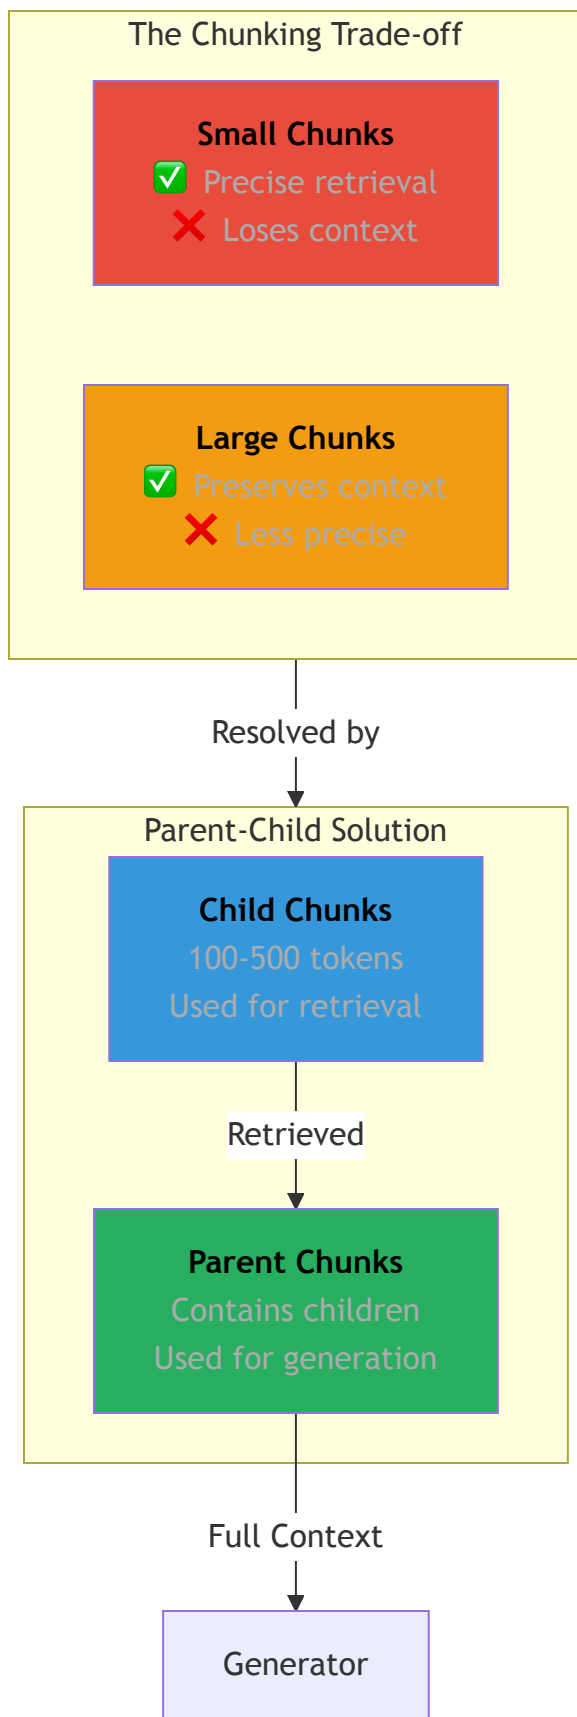 The Chunking Trade-off
Small Chunks
✅ Precise retrieval
❌ Loses context
Large Chunks
✅ Preserves context
❌ Less precise
Resolved by
Parent-Child Solution
Child Chunks
100-500 tokens
Used for retrieval
Retrieved
Parent Chunks
Contains children
Used for generation
Full Context
Generator